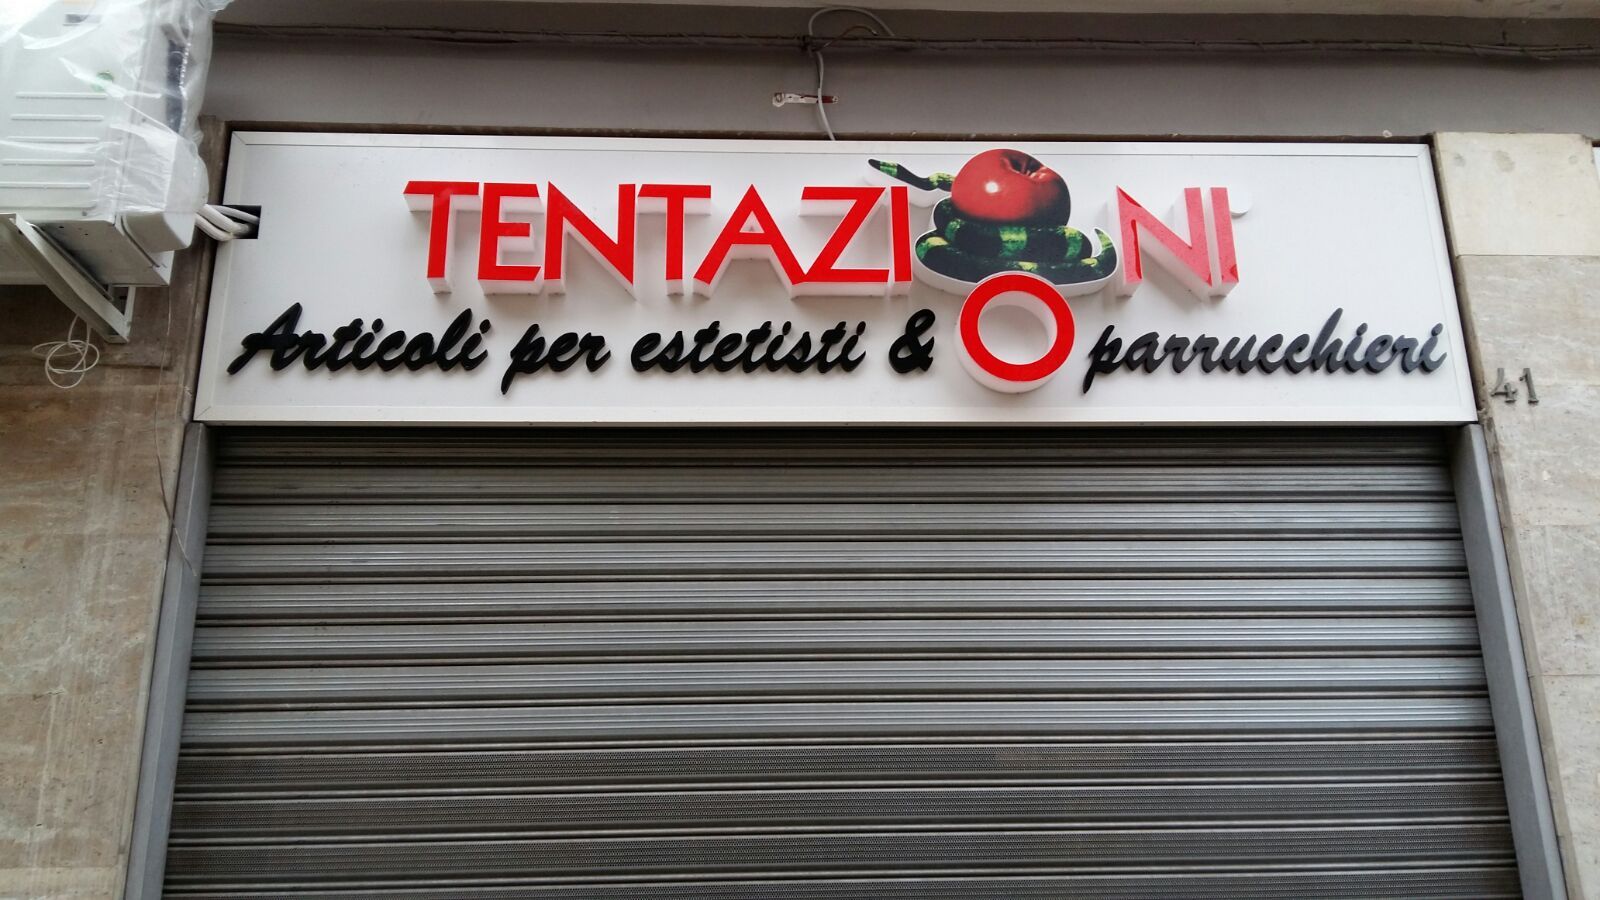 TENTAZIONI
Articoli per estetisti & parrucchieri
41